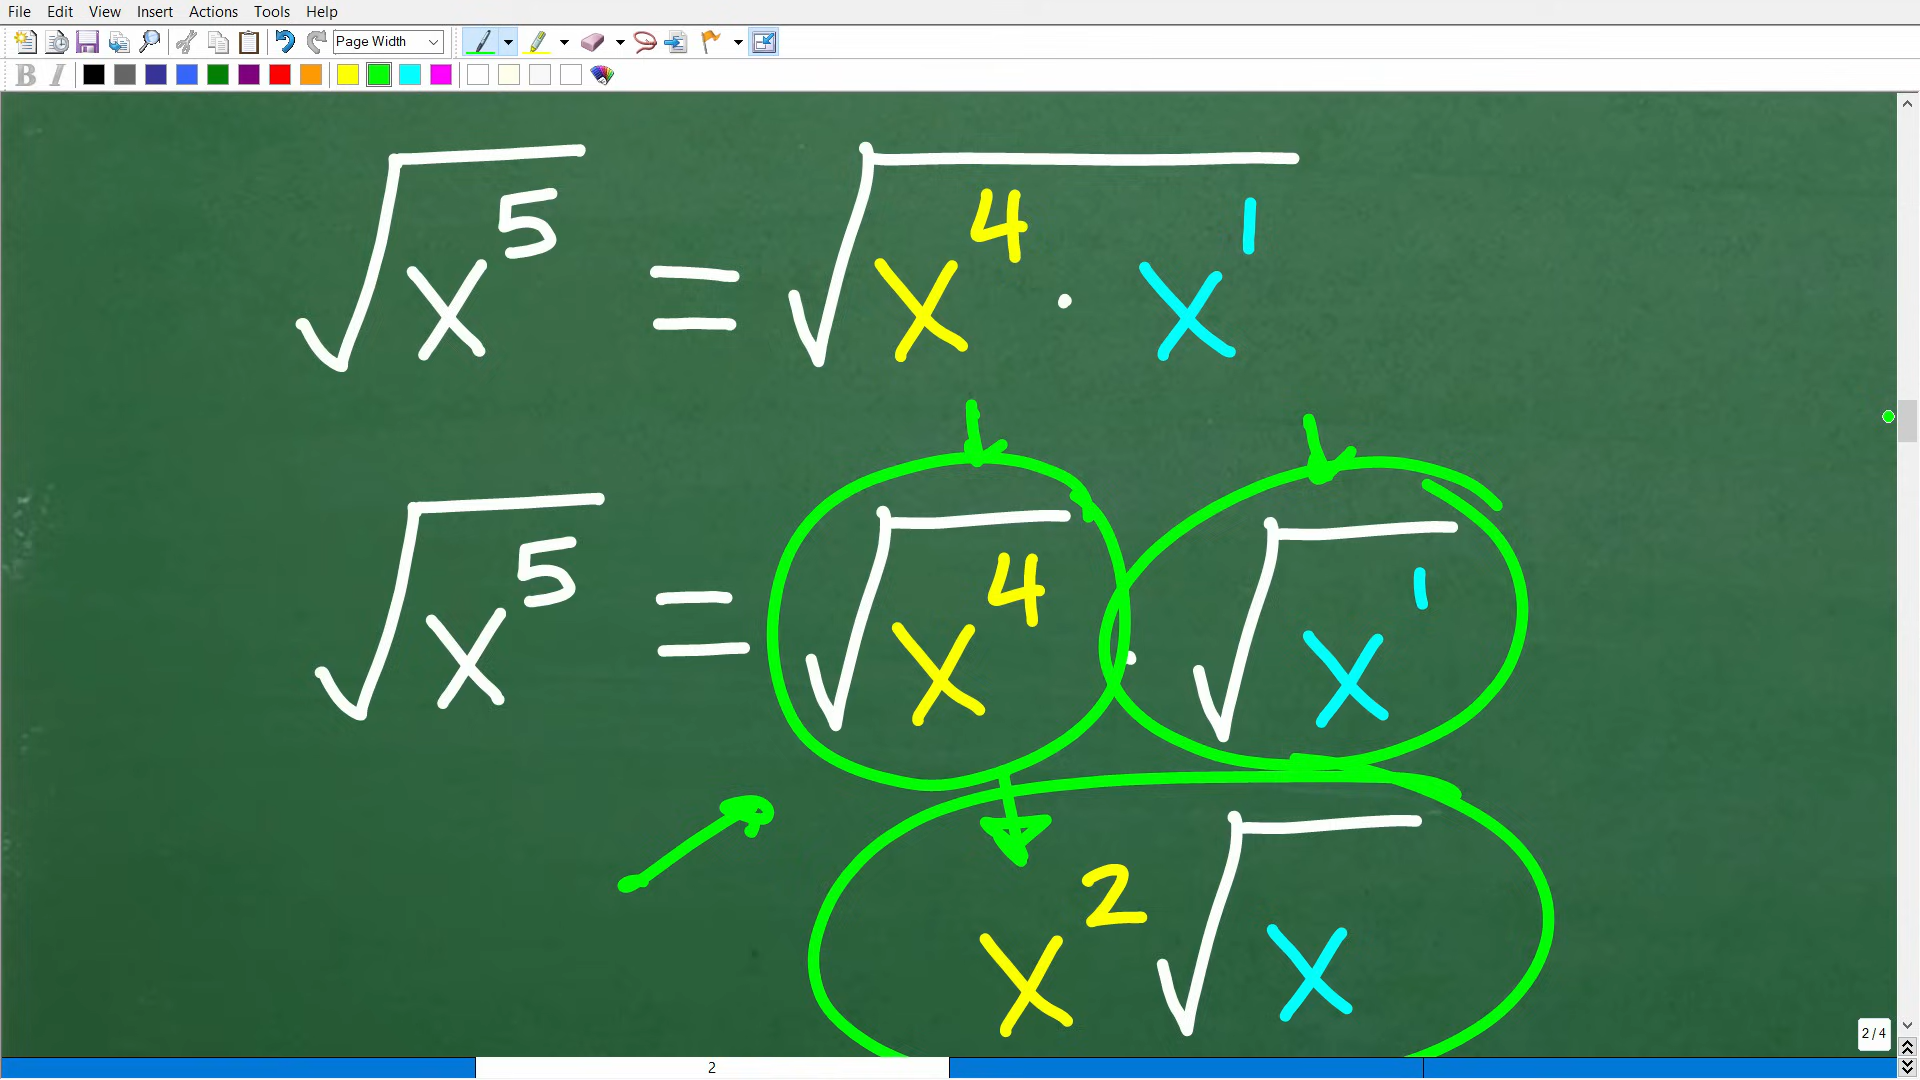 File Edit View Insert Actions Tools Help
Page Width
B I
√x⁵ = √x⁴ · x¹
√x⁵ = √x⁴ · √x¹
x² √x
2 / 4
2